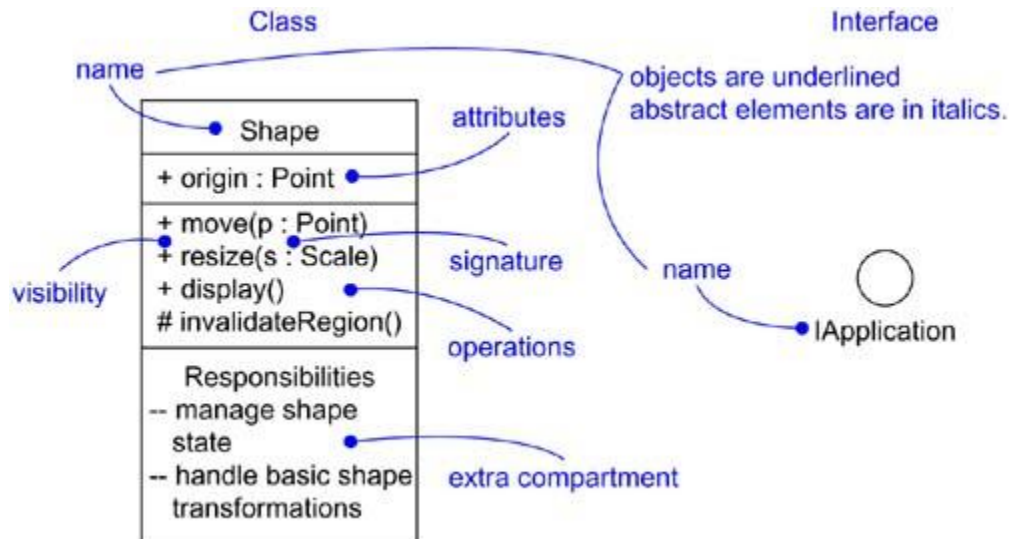 Class
Interface
name
objects are underlined
abstract elements are in italics.
attributes
Shape
+ origin : Point
+ move(p : Point)
+ resize(s : Scale)
+ display()
# invalidateRegion()
signature
visibility
operations
name
IApplication
Responsibilities
-- manage shape
state
-- handle basic shape
transformations
extra compartment